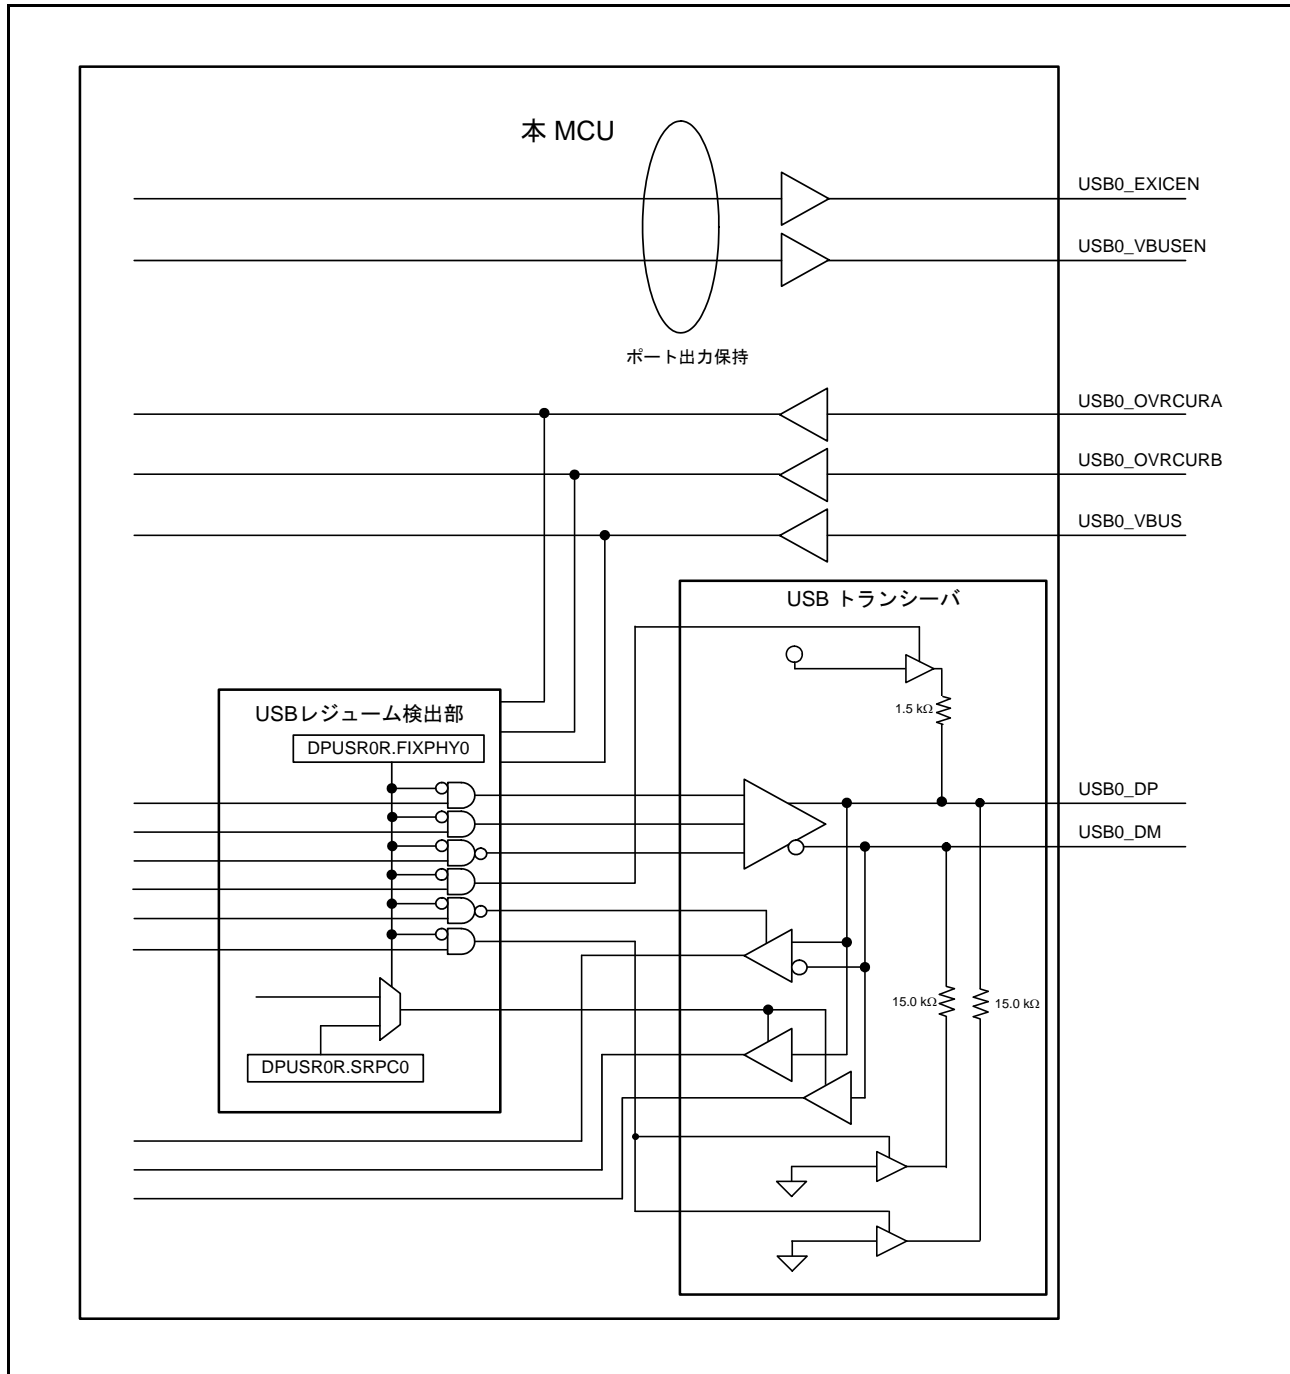 本 MCU
USB0_EXICEN
USB0_VBUSEN
ポート出力保持
USB0_OVRCURA
USB0_OVRCURB
USB0_VBUS
USB トランシーバ
1.5 kΩ
USBレジューム検出部
DPUSR0R.FIXPHY0
USB0_DP
USB0_DM
15.0 kΩ
15.0 kΩ
DPUSR0R.SRPC0